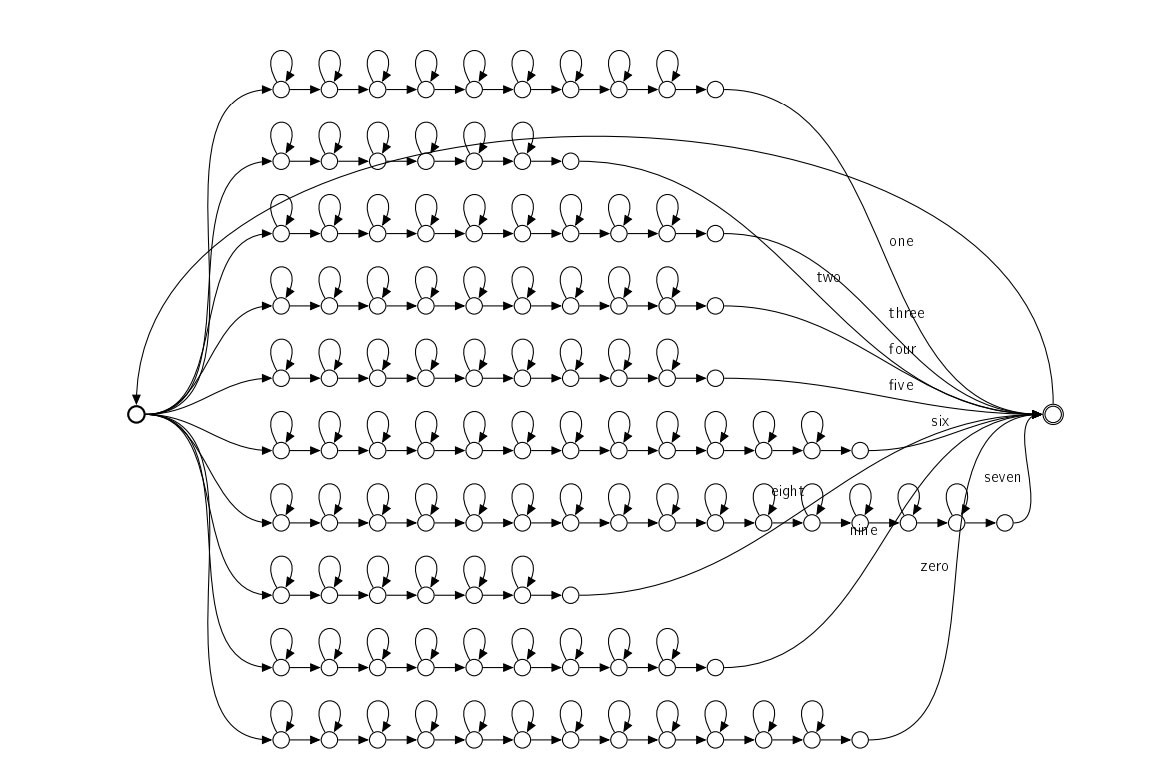 one
two
three
four
five
six
seven
eight
nine
zero